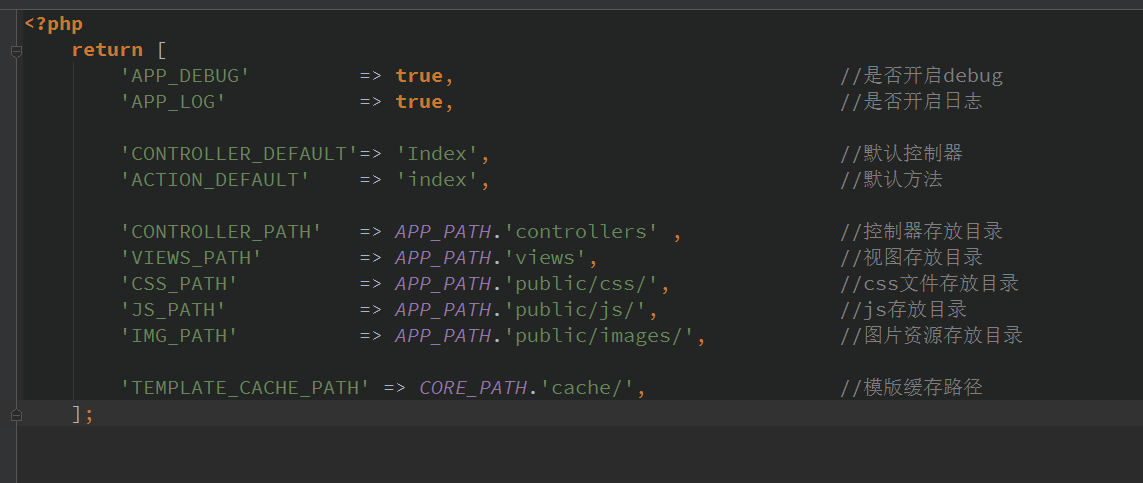 <?php
    return [
        'APP_DEBUG'         => true,                                //是否开启debug
        'APP_LOG'           => true,                                //是否开启日志

        'CONTROLLER_DEFAULT'=> 'Index',                             //默认控制器
        'ACTION_DEFAULT'    => 'index',                             //默认方法

        'CONTROLLER_PATH'   => APP_PATH.'controllers' ,             //控制器存放目录
        'VIEWS_PATH'        => APP_PATH.'views',                    //视图存放目录
        'CSS_PATH'          => APP_PATH.'public/css/',              //css文件存放目录
        'JS_PATH'           => APP_PATH.'public/js/',               //js存放目录
        'IMG_PATH'          => APP_PATH.'public/images/',           //图片资源存放目录

        'TEMPLATE_CACHE_PATH' => CORE_PATH.'cache/',                //模版缓存路径
    ];